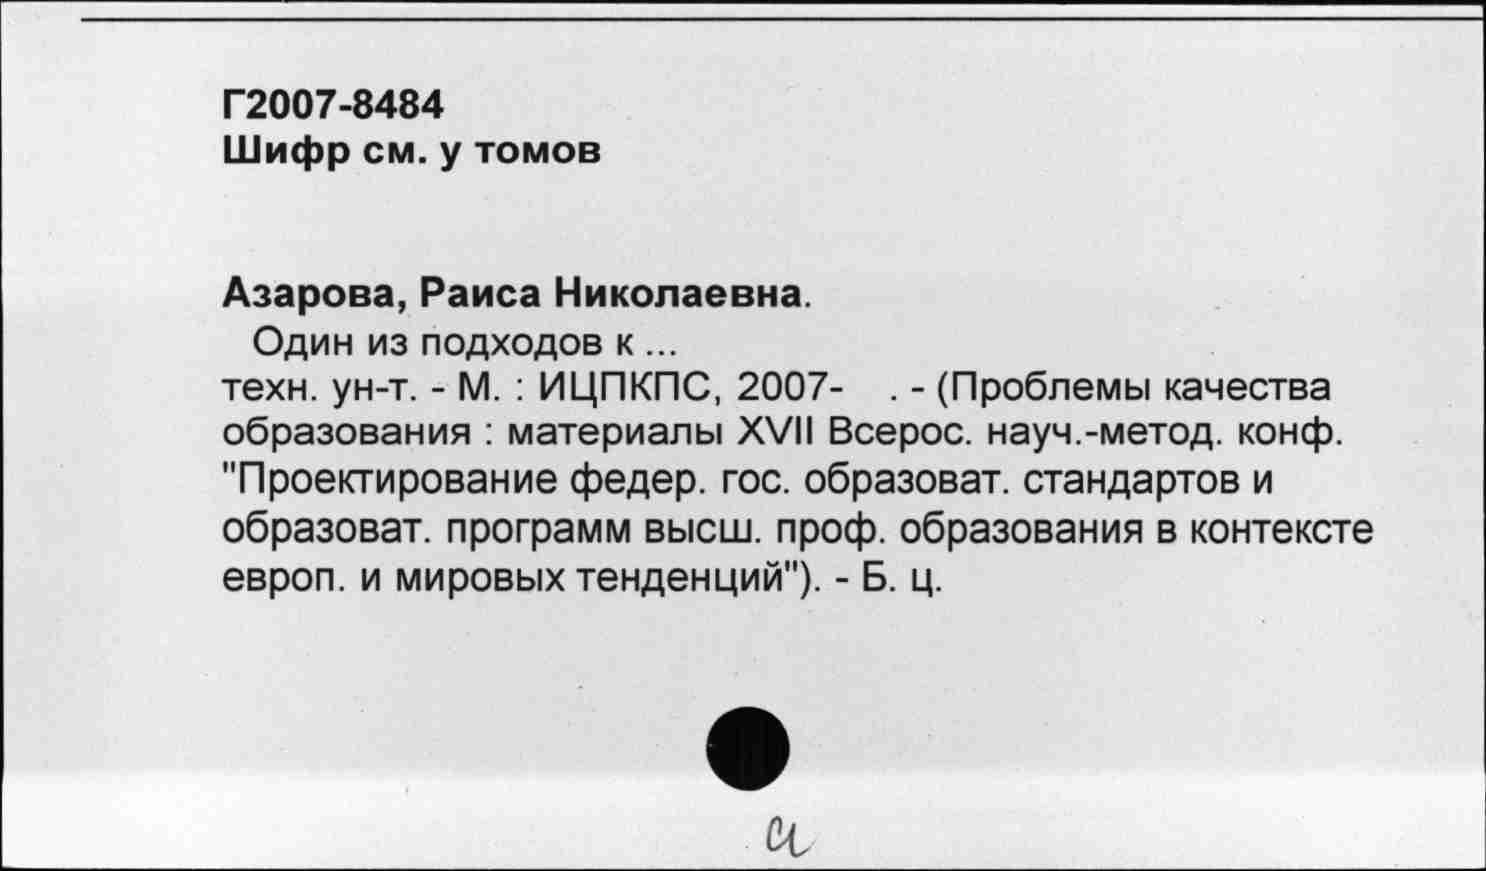 Г2007-8484
Шифр см. у томов
Азарова, Раиса Николаевна.
Один из подходов к ...
техн. ун-т. - М. : ИЦПКПС, 2007-    . - (Проблемы качества
образования : материалы XVII Всерос. науч.-метод. конф.
"Проектирование федер. гос. образоват. стандартов и
образоват. программ высш. проф. образования в контексте
европ. и мировых тенденций"). - Б. ц.